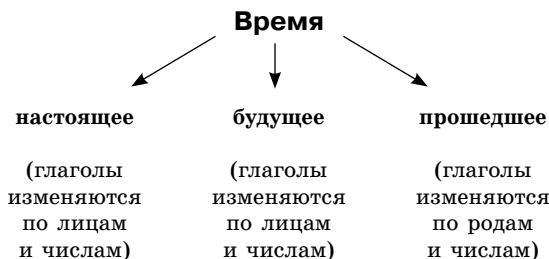 Время
настоящее будущее прошедшее
(глаголы (глаголы (глаголы
изменяются изменяются изменяются
по лицам по лицам по родам
и числам) и числам) и числам)